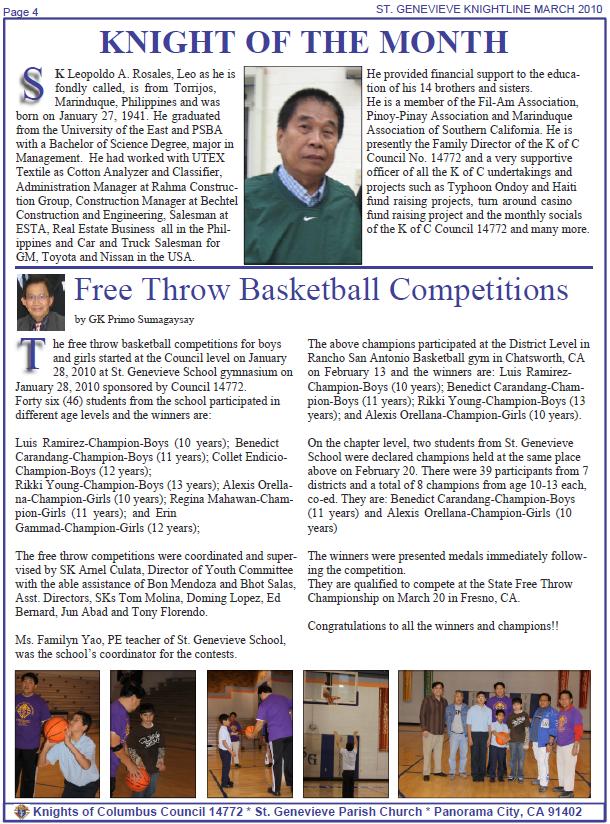 Page 4
ST. GENEVIEVE KNIGHTLINE MARCH 2010
KNIGHT OF THE MONTH
SK Leopoldo A. Rosales, Leo as he is
fondly called, is from Torrijos,
Marinduque, Philippines and was
born on January 27, 1941. He graduated
from the University of the East and PSBA
with a Bachelor of Science Degree, major in
Management.  He had worked with UTEX
Textile as Cotton Analyzer and Classifier,
Administration Manager at Rahma Construc-
tion Group, Construction Manager at Bechtel
Construction and Engineering, Salesman at
ESTA, Real Estate Business  all in the Phil-
ippines and Car and Truck Salesman for
GM, Toyota and Nissan in the USA.
He provided financial support to the educa-
tion of his 14 brothers and sisters.
He is a member of the Fil-Am Association,
Pinoy-Pinay Association and Marinduque
Association of Southern California. He is
presently the Family Director of the K of C
Council No. 14772 and a very supportive
officer of all the K of C undertakings and
projects such as Typhoon Ondoy and Haiti
fund raising projects, turn around casino
fund raising project and the monthly socials
of the K of C Council 14772 and many more.
Free Throw Basketball Competitions
by GK Primo Sumagaysay
The free throw basketball competitions for boys
and girls started at the Council level on January
28, 2010 at St. Genevieve School gymnasium on
January 28, 2010 sponsored by Council 14772.
Forty six (46) students from the school participated in
different age levels and the winners are:
Luis Ramirez-Champion-Boys (10 years); Benedict
Carandang-Champion-Boys (11 years); Collet Endicio-
Champion-Boys (12 years);
Rikki Young-Champion-Boys (13 years); Alexis Orella-
na-Champion-Girls (10 years); Regina Mahawan-Cham-
pion-Girls (11 years); and Erin
Gammad-Champion-Girls (12 years);
The free throw competitions were coordinated and super-
vised by SK Arnel Culata, Director of Youth Committee
with the able assistance of Bon Mendoza and Bhot Salas,
Asst. Directors, SKs Tom Molina, Doming Lopez, Ed
Bernard, Jun Abad and Tony Florendo.
Ms. Familyn Yao, PE teacher of St. Genevieve School,
was the school's coordinator for the contests.
The above champions participated at the District Level in
Rancho San Antonio Basketball gym in Chatsworth, CA
on February 13 and the winners are: Luis Ramirez-
Champion-Boys (10 years); Benedict Carandang-Cham-
pion-Boys (11 years); Rikki Young-Champion-Boys (13
years); and Alexis Orellana-Champion-Girls (10 years).
On the chapter level, two students from St. Genevieve
School were declared champions held at the same place
above on February 20. There were 39 participants from 7
districts and a total of 8 champions from age 10-13 each,
co-ed. They are: Benedict Carandang-Champion-Boys
(11 years) and Alexis Orellana-Champion-Girls (10
years)
The winners were presented medals immediately follow-
ing the competition.
They are qualified to compete at the State Free Throw
Championship on March 20 in Fresno, CA.
Congratulations to all the winners and champions!!
Knights of Columbus Council 14772 * St. Genevieve Parish Church * Panorama City, CA 91402